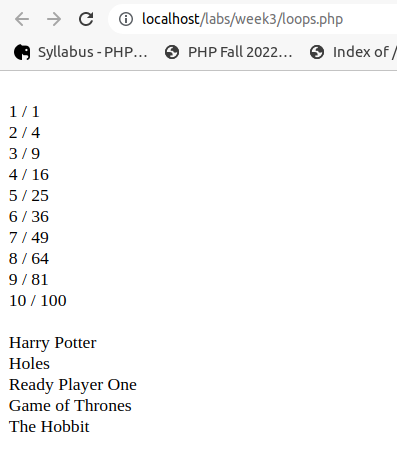 localhost/labs/week3/loops.php
Syllabus - PHP... PHP Fall 2022... Index of /
1 / 1
2 / 4
3 / 9
4 / 16
5 / 25
6 / 36
7 / 49
8 / 64
9 / 81
10 / 100
Harry Potter
Holes
Ready Player One
Game of Thrones
The Hobbit